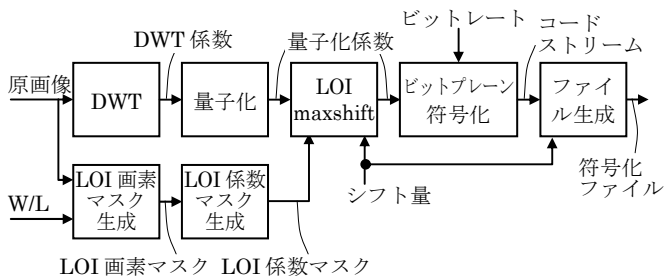 ビットレート
DWT 係数
量子化係数
コード
ストリーム
原画像
DWT
量子化
LOI
maxshift
ビットプレーン
符号化
ファイ
ル生成
LOI 画素
マスク
生成
LOI 係数
マスク
生成
W/L
シフト量
符号化
ファイル
LOI 画素マスク
LOI 係数マスク